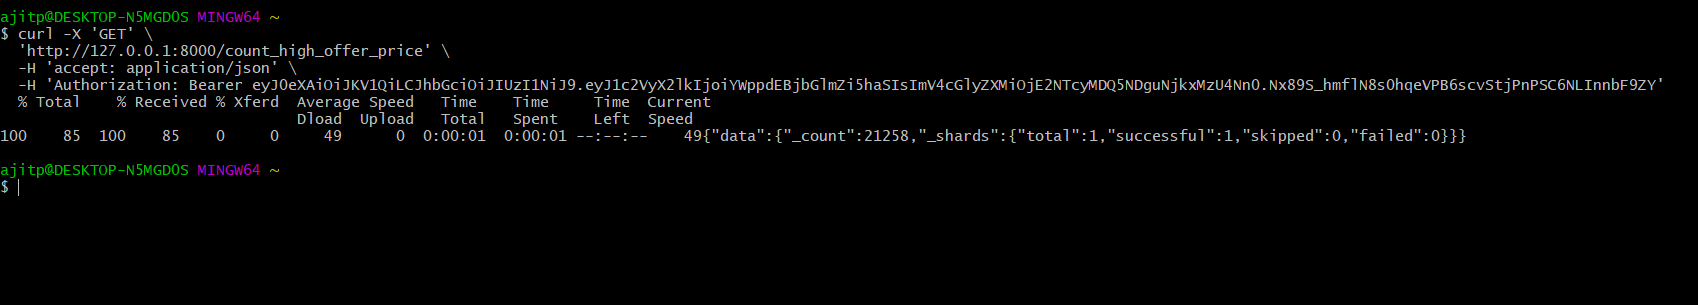 ajitp@DESKTOP-N5MGDOS MINGW64 ~
$ curl -X 'GET' \
  'http://127.0.0.1:8000/count_high_offer_price' \
  -H 'accept: application/json' \
  -H 'Authorization: Bearer eyJ0eXAiOiJKV1QiLCJhbGciOiJIUzI1NiJ9.eyJ1c2VyX2lkIjoiYWppdEBjbGlmZi5haSIsImV4cGlyZXMiOjE2NTcyMDQ5NDguNjkxMzU4Nn0.Nx89S_hmflN8sOhqeVPB6scvStjPnPSC6NLInnbF9ZY'
  % Total    % Received % Xferd  Average Speed   Time    Time     Time  Current
                                 Dload  Upload   Total   Spent    Left  Speed
100    85  100    85    0     0     49      0  0:00:01  0:00:01 --:--:--    49{"data":{"_count":21258,"_shards":{"total":1,"successful":1,"skipped":0,"failed":0}}}
ajitp@DESKTOP-N5MGDOS MINGW64 ~
$